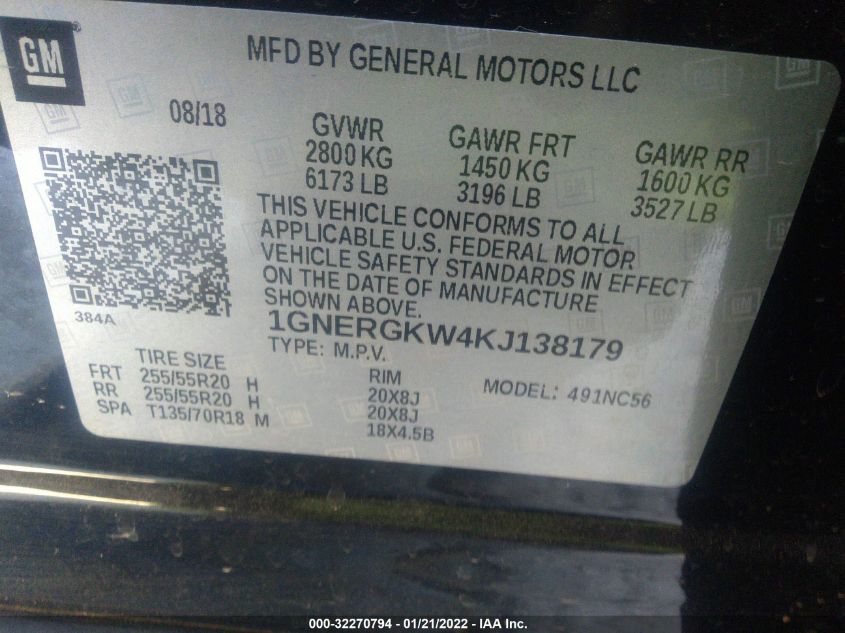 GM
MFD BY GENERAL MOTORS LLC
08/18
GVWR
2800 KG
6173 LB
GAWR FRT
1450 KG
3196 LB
GAWR RR
1600 KG
3527 LB
THIS VEHICLE CONFORMS TO ALL
APPLICABLE U.S. FEDERAL MOTOR
VEHICLE SAFETY STANDARDS IN EFFECT
ON THE DATE OF MANUFACTURE
SHOWN ABOVE.
384A
1GNERGKW4KJ138179
TYPE: M.P.V.
TIRE SIZE RIM MODEL: 491NC56
FRT 255/55R20 H 20X8J
RR 255/55R20 H 20X8J
SPA T135/70R18 M 18X4.5B
000-32270794 - 01/21/2022 - IAA Inc.